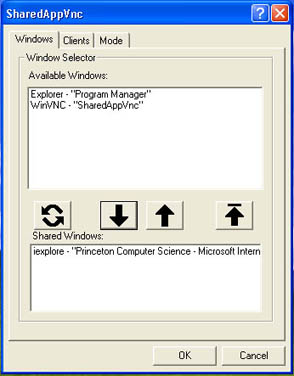 SharedAppVnc
Windows Clients Mode
Window Selector
Available Windows:
Explorer - "Program Manager"
WinVNC - "SharedAppVnc"
Shared Windows:
iexplore - "Princeton Computer Science - Microsoft Intern
OK Cancel